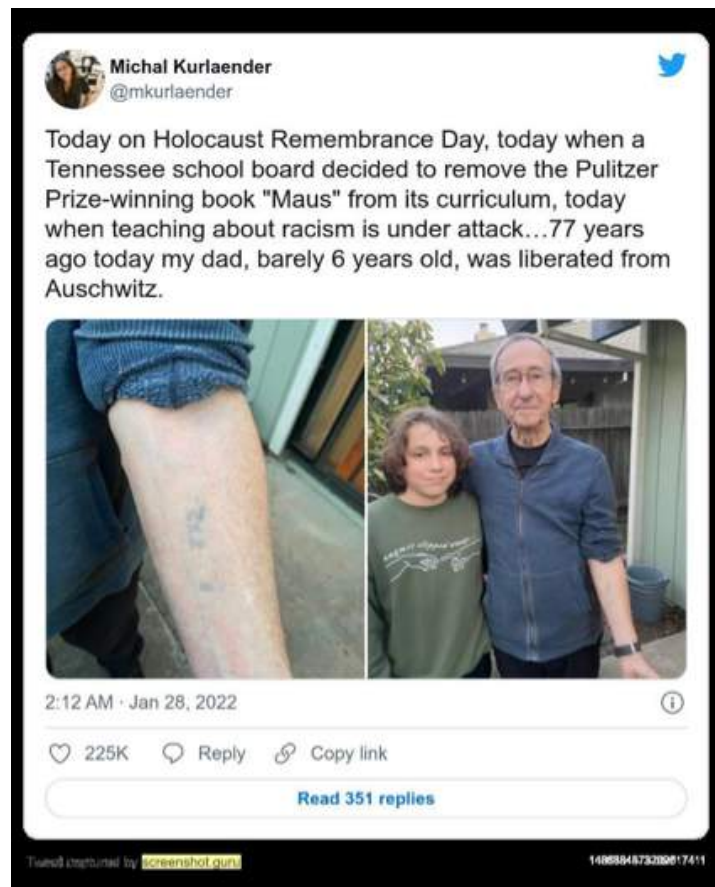 Michal Kurlaender
@mkurlaender
Today on Holocaust Remembrance Day, today when a
Tennessee school board decided to remove the Pulitzer
Prize-winning book "Maus" from its curriculum, today
when teaching about racism is under attack...77 years
ago today my dad, barely 6 years old, was liberated from
Auschwitz.
2:12 AM · Jan 28, 2022
225K Reply Copy link
Read 351 replies
Tweet captured by screenshot.guru